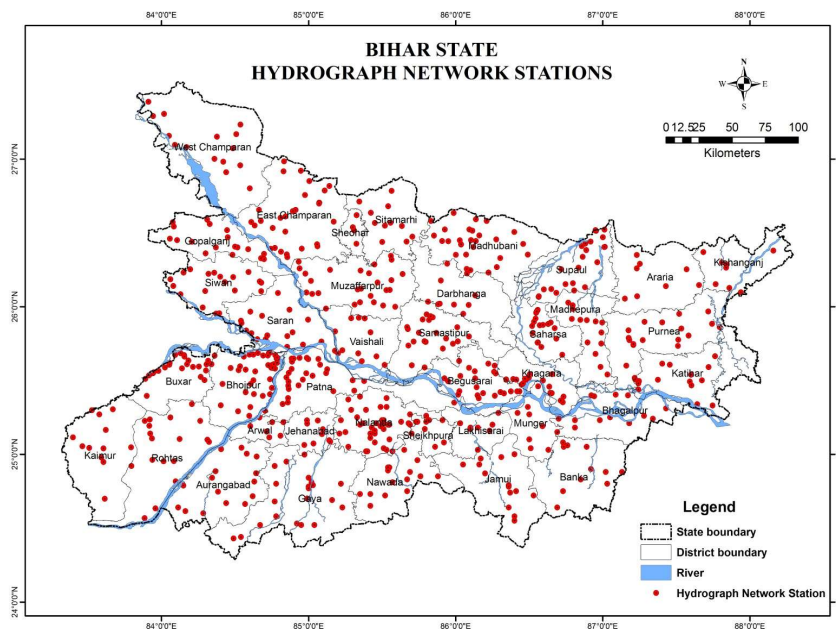 84°0'0"E 85°0'0"E 86°0'0"E 87°0'0"E 88°0'0"E
BIHAR STATE
HYDROGRAPH NETWORK STATIONS
N
W E
S
0 12.5 25 50 75 100
Kilometers
27°0'0"N
26°0'0"N
25°0'0"N
24°0'0"N
West Champaran
East Champaran
Sheohar
Sitamarhi
Gopalganj
Madhubani
Supaul
Araria
Kishanganj
Siwan
Muzaffarpur
Darbhanga
Madhepura
Saran
Vaishali
Samastipur
Saharsa
Purnea
Buxar
Bhojpur
Patna
Begusarai
Khagaria
Katihar
Bhagalpur
Arwal
Jehanabad
Nalanda
Sheikhpura
Lakhisarai
Munger
Kaimur
Rohtas
Aurangabad
Gaya
Nawada
Jamui
Banka
Legend
State boundary
District boundary
River
Hydrograph Network Station
84°0'0"E 85°0'0"E 86°0'0"E 87°0'0"E 88°0'0"E